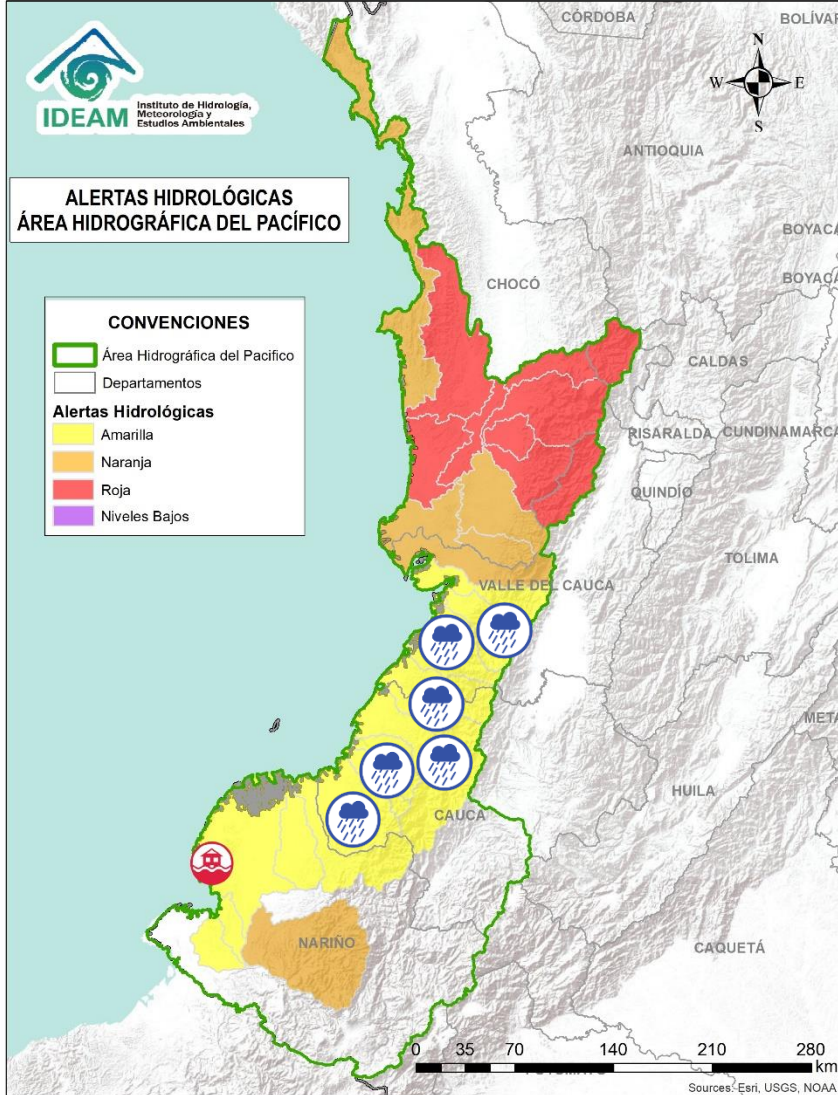 CÓRDOBA
BOLÍVAR
IDEAM
Instituto de Hidrología,
Meteorología y
Estudios Ambientales
N
W
E
S
ANTIOQUIA
ALERTAS HIDROLÓGICAS
ÁREA HIDROGRÁFICA DEL PACÍFICO
BOYACÁ
BOYACÁ
CHOCÓ
CONVENCIONES
Área Hidrográfica del Pacifico
Departamentos
Alertas Hidrológicas
Amarilla
Naranja
Roja
Niveles Bajos
CALDAS
RISARALDA
CUNDINAMARCA
QUINDÍO
TOLIMA
VALLE DEL CAUCA
META
HUILA
CAUCA
NARIÑO
CAQUETÁ
0 35 70 140 210 280
km
Sources: Esri, USGS, NOAA